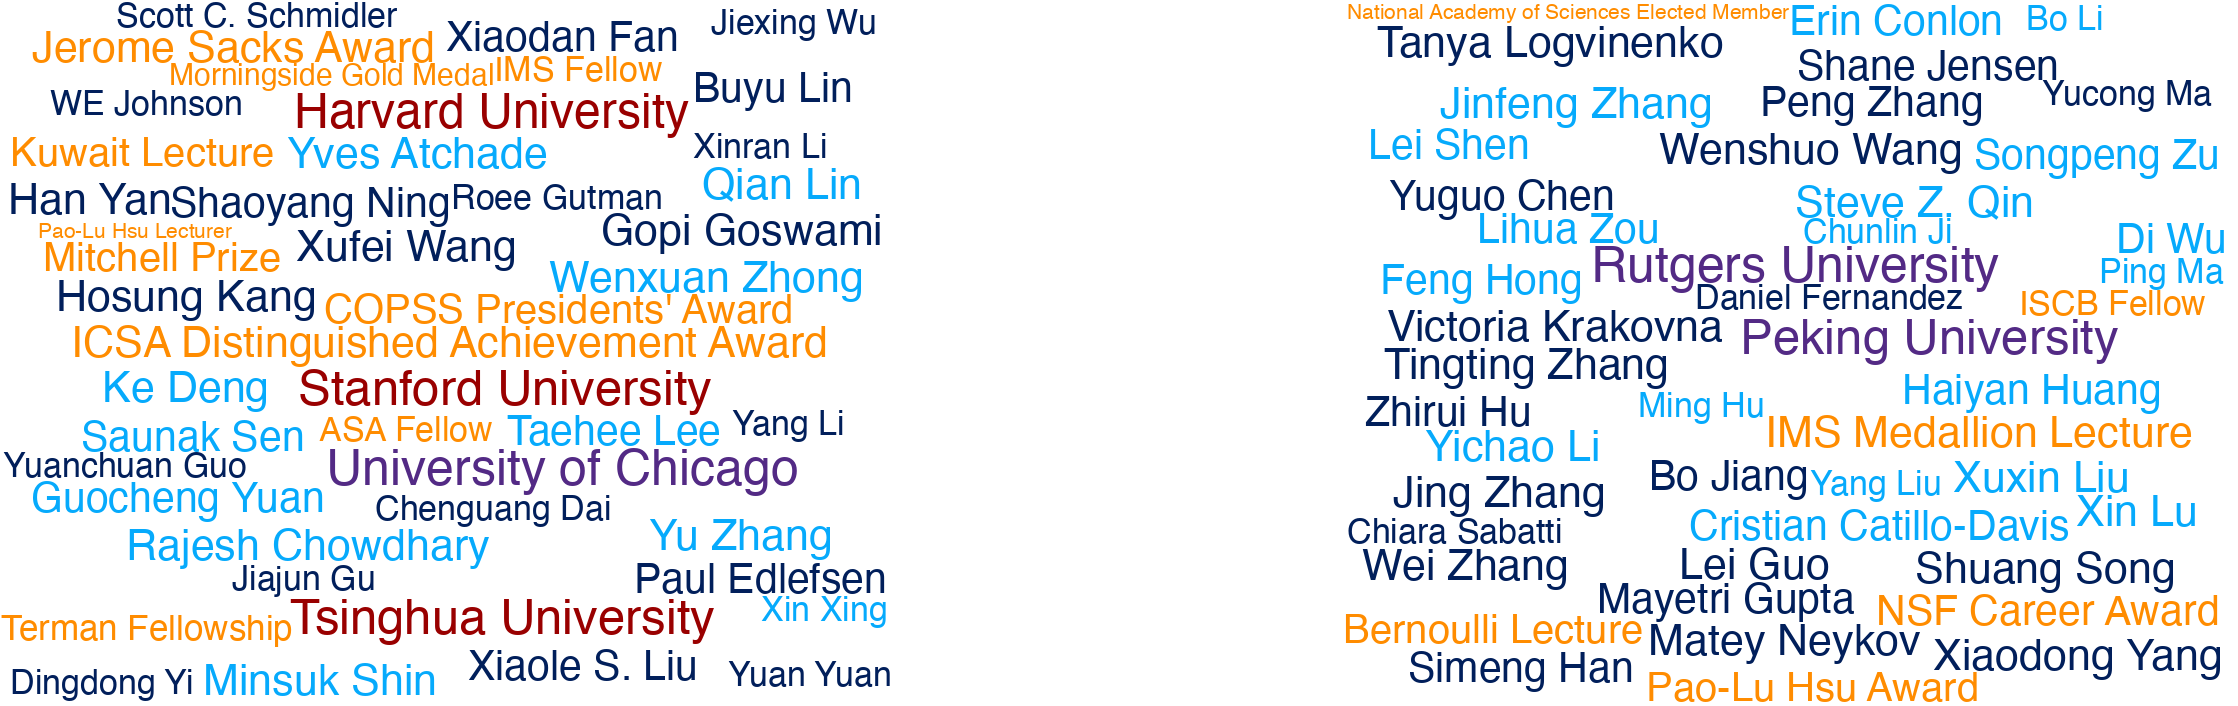 Scott C. Schmidler
Jiexing Wu
Jerome Sacks Award
Xiaodan Fan
Morningside Gold Medal
IMS Fellow
Buyu Lin
WE Johnson
Harvard University
Kuwait Lecture
Yves Atchade
Xinran Li
Qian Lin
Han Yan
Shaoyang Ning
Roee Gutman
Pao-Lu Hsu Lecturer
Gopi Goswami
Mitchell Prize
Xufei Wang
Wenxuan Zhong
Hosung Kang
COPSS Presidents' Award
ICSA Distinguished Achievement Award
Ke Deng
Stanford University
Saunak Sen
ASA Fellow
Taehee Lee
Yang Li
Yuanchuan Guo
University of Chicago
Guocheng Yuan
Chenguang Dai
Rajesh Chowdhary
Yu Zhang
Jiajun Gu
Paul Edlefsen
Terman Fellowship
Tsinghua University
Xin Xing
Dingdong Yi
Minsuk Shin
Xiaole S. Liu
Yuan Yuan
National Academy of Sciences Elected Member
Erin Conlon
Bo Li
Tanya Logvinenko
Shane Jensen
Jinfeng Zhang
Peng Zhang
Yucong Ma
Lei Shen
Wenshuo Wang
Songpeng Zu
Yuguo Chen
Steve Z. Qin
Lihua Zou
Chunlin Ji
Di Wu
Feng Hong
Rutgers University
Ping Ma
Daniel Fernandez
ISCB Fellow
Victoria Krakovna
Peking University
Tingting Zhang
Haiyan Huang
Zhirui Hu
Ming Hu
IMS Medallion Lecture
Yichao Li
Bo Jiang
Yang Liu
Xuxin Liu
Jing Zhang
Cristian Catillo-Davis
Xin Lu
Chiara Sabatti
Wei Zhang
Lei Guo
Shuang Song
Mayetri Gupta
NSF Career Award
Bernoulli Lecture
Matey Neykov
Xiaodong Yang
Simeng Han
Pao-Lu Hsu Award